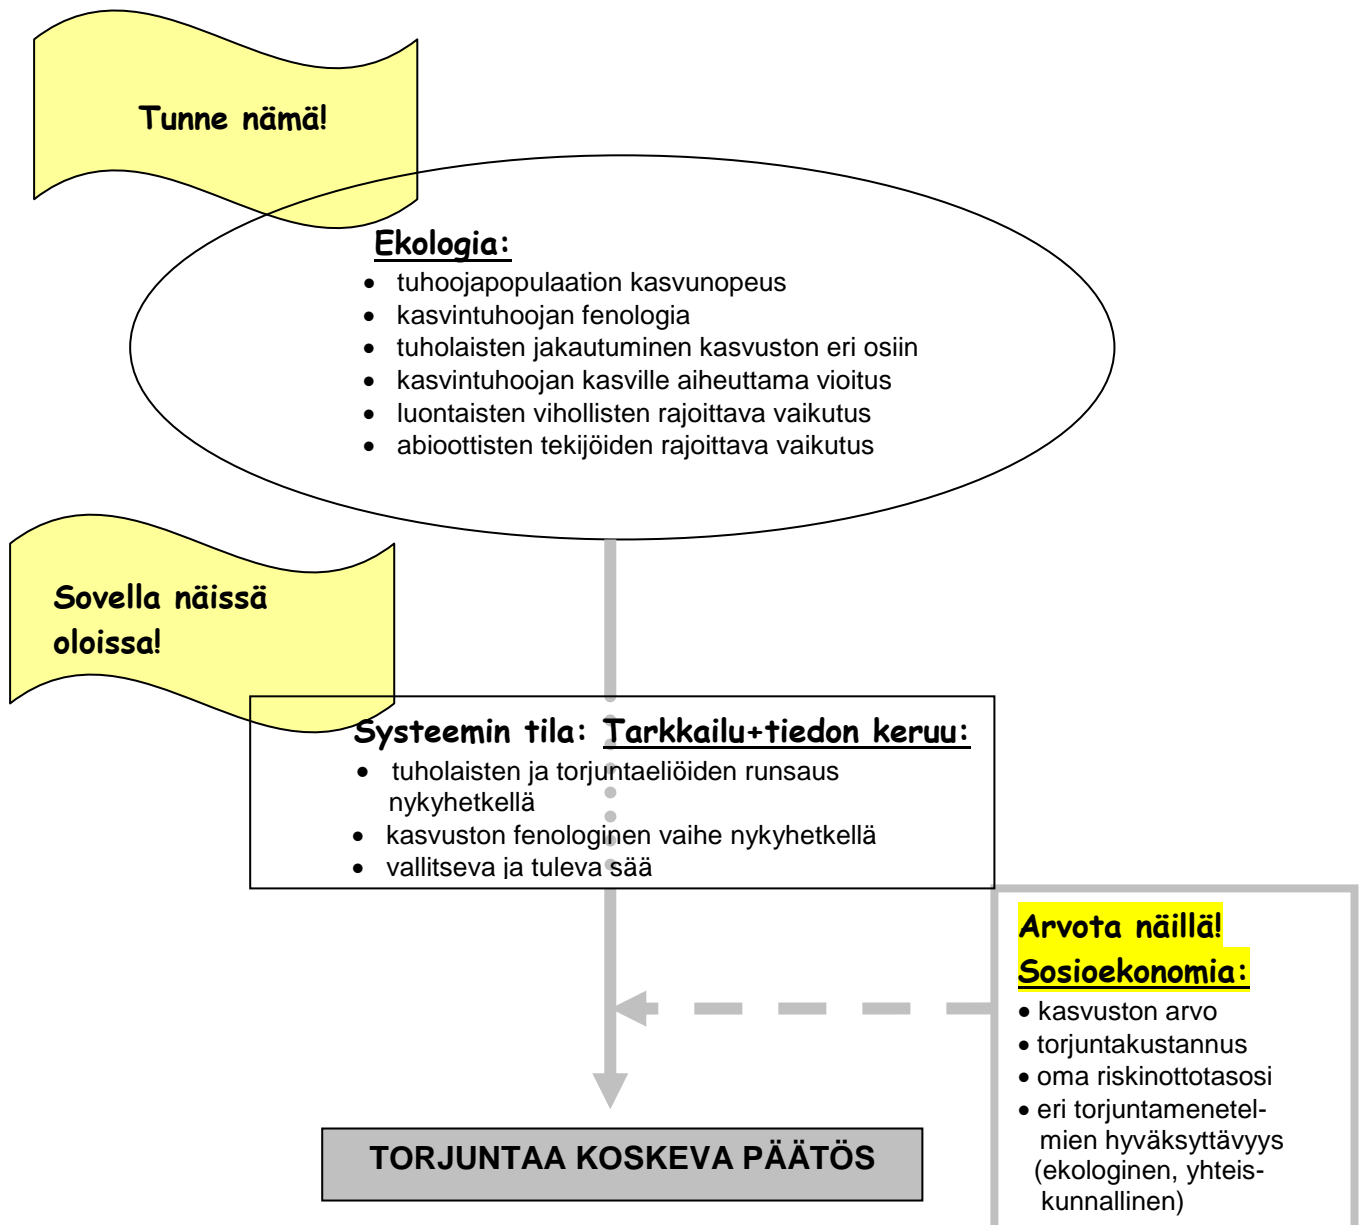 Tunne nämä!
Ekologia:
• tuhoojapopulaation kasvunopeus
• kasvintuhoojan fenologia
• tuholaisten jakautuminen kasvuston eri osiin
• kasvintuhoojan kasville aiheuttama vioitus
• luontaisten vihollisten rajoittava vaikutus
• abioottisten tekijöiden rajoittava vaikutus
Sovella näissä
oloissa!
Systeemin tila: Tarkkailu+tiedon keruu:
• tuholaisten ja torjuntaeliöiden runsaus
nykyhetkellä
• kasvuston fenologinen vaihe nykyhetkellä
• vallitseva ja tuleva sää
Arvota näillä!
Sosioekonomia:
• kasvuston arvo
• torjuntakustannus
• oma riskinottotasosi
• eri torjuntamenetel-
mien hyväksyttävyys
(ekologinen, yhteis-
kunnallinen)
TORJUNTAA KOSKEVA PÄÄTÖS